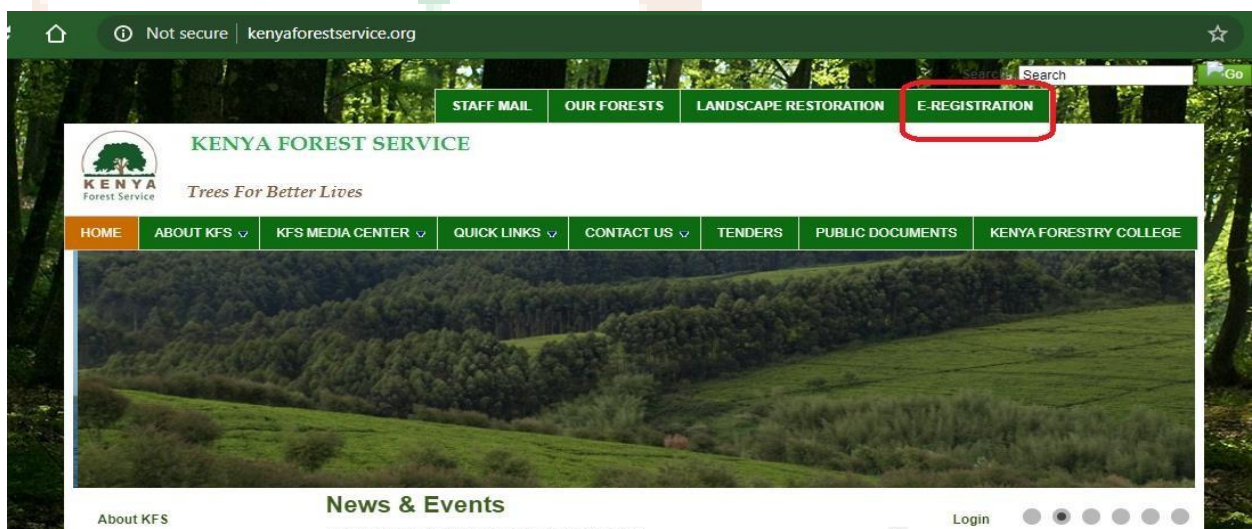 Not secure | kenyaforestservice.org
Search
Go
STAFF MAIL OUR FORESTS LANDSCAPE RESTORATION E-REGISTRATION
KENYA FOREST SERVICE
KENYA
Forest Service
Trees For Better Lives
HOME ABOUT KFS KFS MEDIA CENTER QUICK LINKS CONTACT US TENDERS PUBLIC DOCUMENTS KENYA FORESTRY COLLEGE
News & Events
About KFS
Login